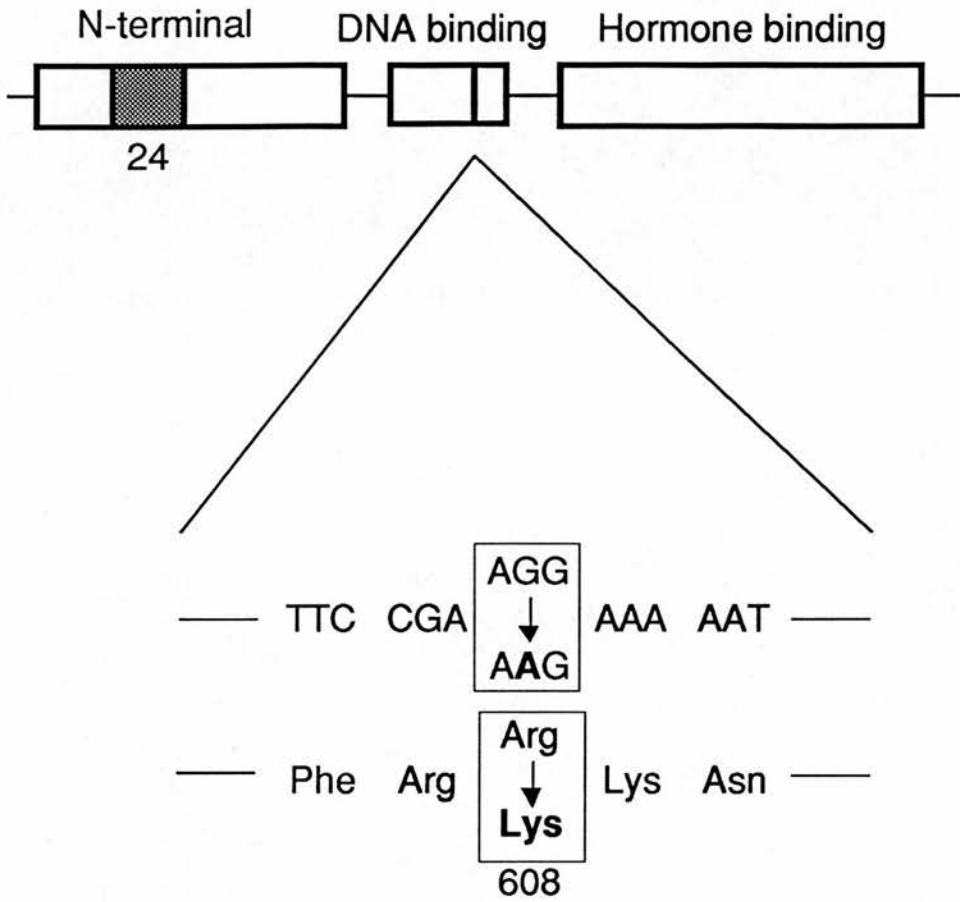 N-terminal DNA binding Hormone binding
24
AGG
TTC CGA AAA AAT
AAG
Arg
Phe Arg Lys Asn
Lys
608